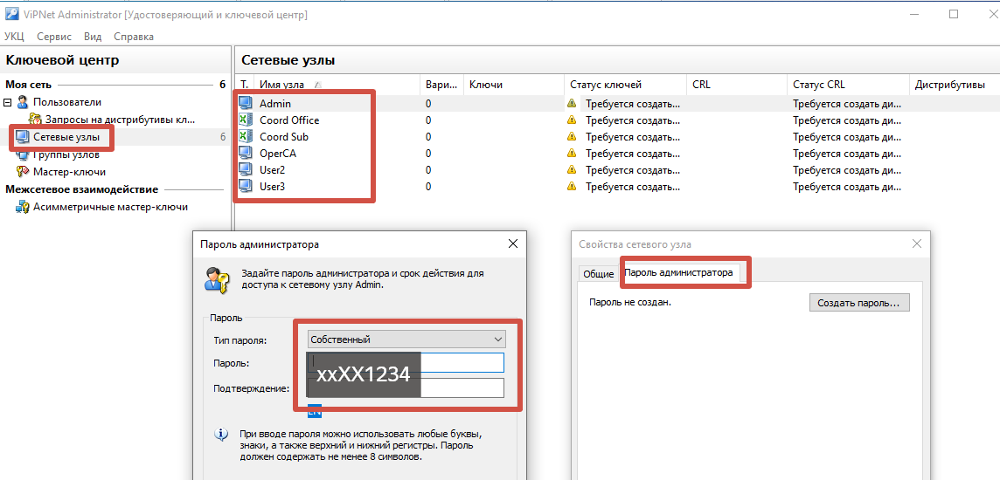 ViPNet Administrator [Удостоверяющий и ключевой центр]
УКЦ Сервис Вид Справка
Ключевой центр
Моя сеть 6
Пользователи
Запросы на дистрибутивы кл...
Сетевые узлы 6
Группы узлов
Мастер-ключи
Межсетевое взаимодействие
Асимметричные мастер-ключи
Сетевые узлы
Т. Имя узла Вари... Ключи Статус ключей CRL Статус CRL Дистрибутивы
Admin 0 Требуется создать... Требуется создать ди...
Coord Office 0 Требуется создать... Требуется создать ди...
Coord Sub 0 Требуется создать... Требуется создать ди...
OperCA 0 Требуется создать... Требуется создать ди...
User2 0 Требуется создать... Требуется создать ди...
User3 0 Требуется создать... Требуется создать ди...
Пароль администратора
Задайте пароль администратора и срок действия для
доступа к сетевому узлу Admin.
Пароль
Тип пароля: Собственный
Пароль:
xxXX1234
Подтверждение:
EN
При вводе пароля можно использовать любые буквы,
знаки, а также верхний и нижний регистры. Пароль
должен содержать не менее 8 символов.
Свойства сетевого узла
Общие Пароль администратора
Пароль не создан. Создать пароль...